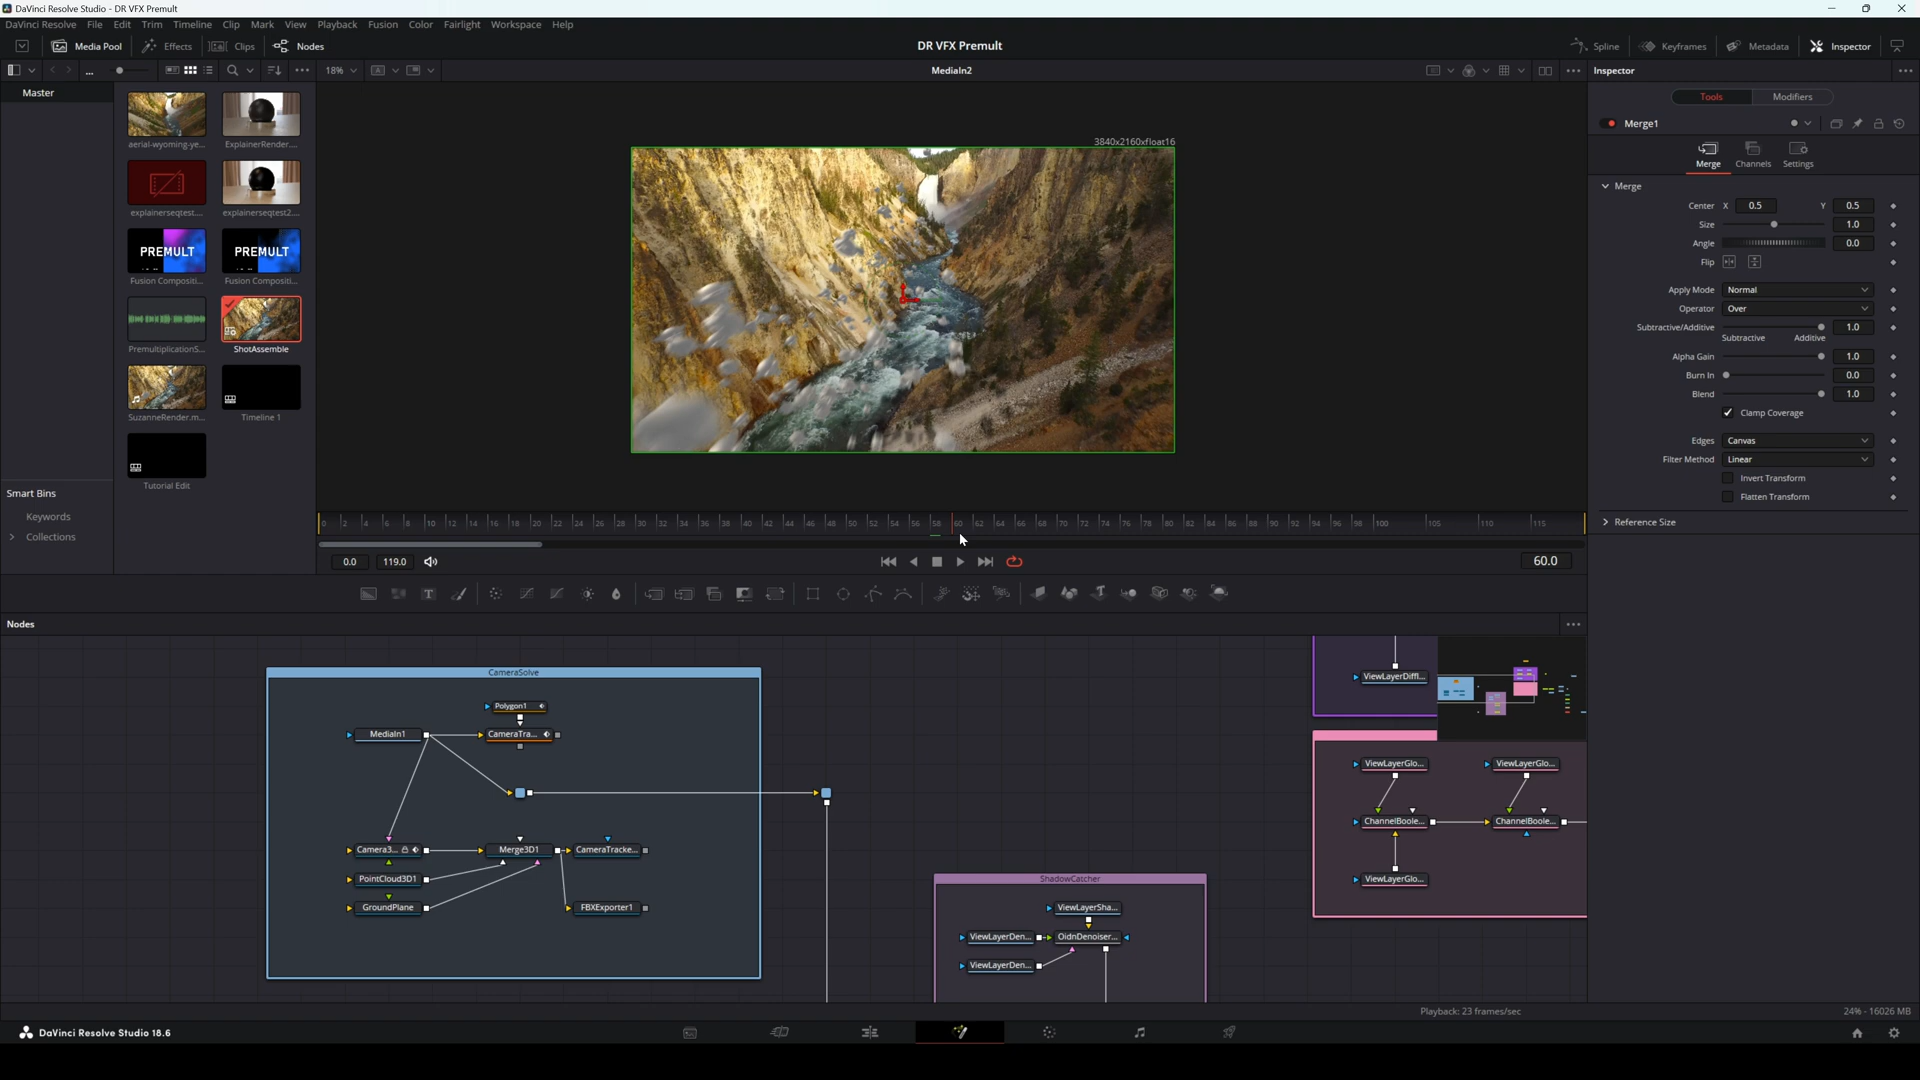 DaVinci Resolve Studio - DR VFX Premult
DaVinci Resolve File Edit Trim Timeline Clip Mark View Playback Fusion Color Fairlight Workspace Help
Media Pool Effects Clips Nodes
DR VFX Premult
Spline Keyframes Metadata Inspector
18%
MediaIn2
Inspector
Master
Tools Modifiers
aerial-wyoming-ye... ExplainerRender....
Merge1
3840x2160xfloat16
Merge Channels Settings
explainerseqtest.... explainerseqtest2....
Merge
Center X 0.5 Y 0.5
Size 1.0
Angle 0.0
Flip
PREMULT PREMULT
Fusion Compositi... Fusion Compositi...
Apply Mode Normal
Operator Over
Subtractive/Additive 1.0
Subtractive Additive
PremultiplicationS... ShotAssemble
Alpha Gain 1.0
Burn In 0.0
Blend 1.0
Clamp Coverage
SuzanneRender.m... Timeline 1
Edges Canvas
Filter Method Linear
Invert Transform
Tutorial Edit
Flatten Transform
Smart Bins
Keywords
Collections
Reference Size
0 2 4 6 8 10 12 14 16 18 20 22 24 26 28 30 32 34 36 38 40 42 44 46 48 50 52 54 56 58 60 62 64 66 68 70 72 74 76 78 80 82 84 86 88 90 92 94 96 98 100 105 110 115
0.0 119.0 60.0
Nodes
CameraSolve
Polygon1
MediaIn1 CameraTra...
Camera3... Merge3D1 CameraTracke...
PointCloud3D1
GroundPlane FBXExporter1
ViewLayerDiffI...
ViewLayerGlo... ViewLayerGlo...
ChannelBoole... ChannelBoole...
ViewLayerGlo...
ShadowCatcher
ViewLayerSha...
ViewLayerDen... OidnDenoiser...
ViewLayerDen...
Playback: 23 frames/sec
24% - 16026 MB
DaVinci Resolve Studio 18.6